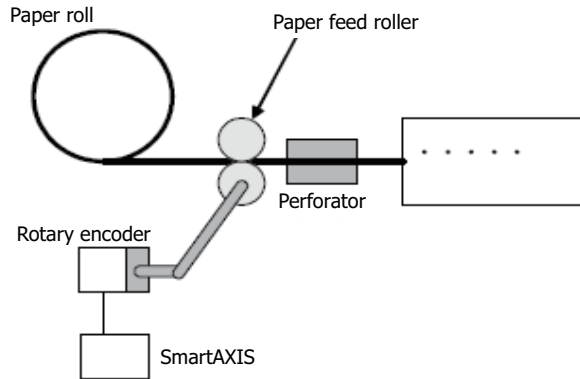 Paper roll
Paper feed roller
Perforator
Rotary encoder
SmartAXIS